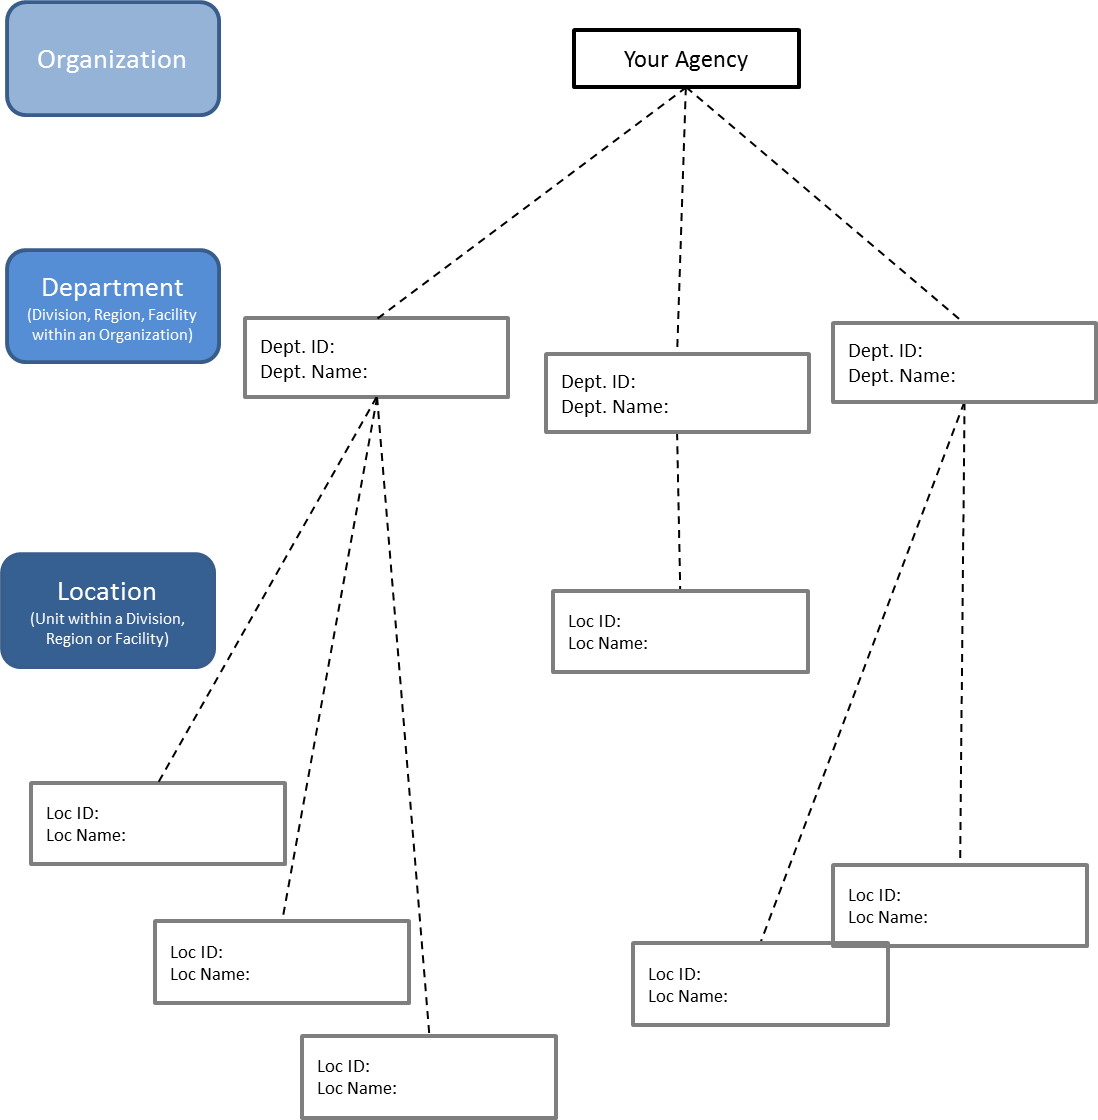 Organization
Your Agency
Department
(Division, Region, Facility
within an Organization)
Dept. ID:
Dept. Name:
Dept. ID:
Dept. Name:
Dept. ID:
Dept. Name:
Location
(Unit within a Division,
Region or Facility)
Loc ID:
Loc Name:
Loc ID:
Loc Name:
Loc ID:
Loc Name:
Loc ID:
Loc Name:
Loc ID:
Loc Name:
Loc ID:
Loc Name: